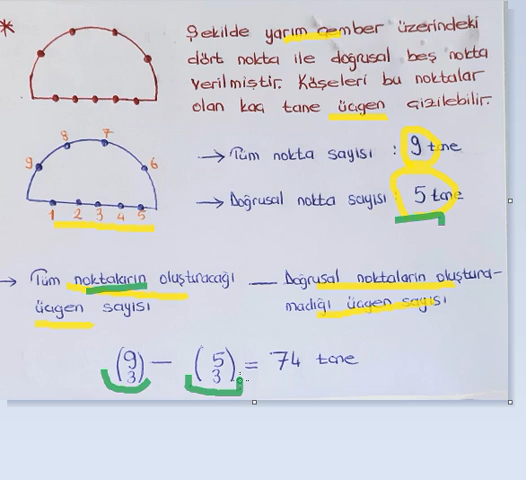 * Şekilde yarım çember üzerindeki
dört nokta ile doğrusal beş nokta
verilmiştir. Köşeleri bu noktalar
olan kaç tane üçgen çizilebilir.
8 7
9 6
1 2 3 4 5
→ Tüm nokta sayısı : 9 tane
→ Doğrusal nokta sayısı : 5 tane
→ Tüm noktaların oluşturacağı — Doğrusal noktaların oluştura-
üçgen sayısı madığı üçgen sayısı
(9 3) − (5 3) = 74 tane